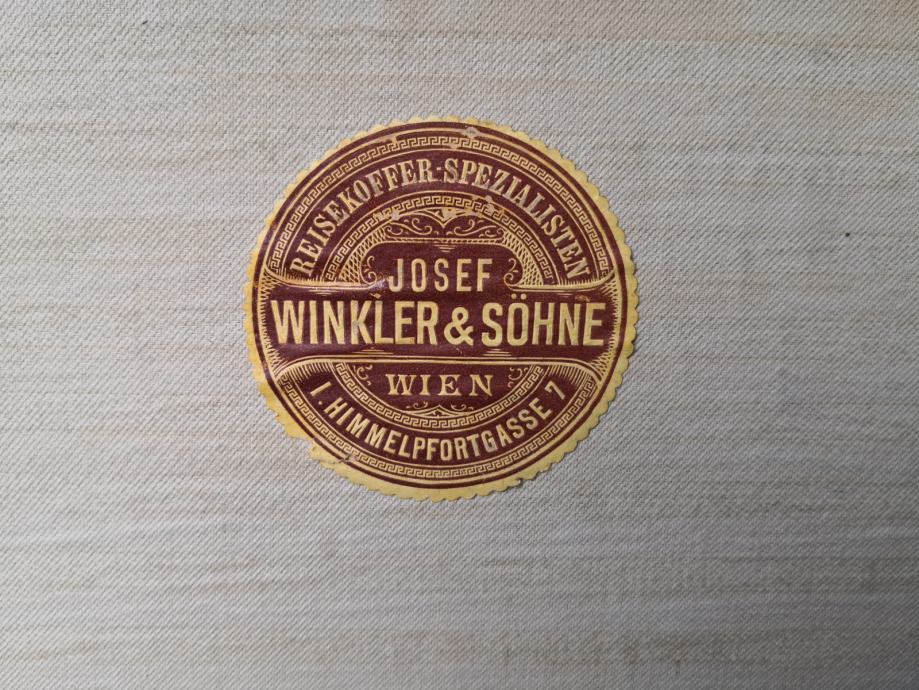 REISEKOFFER-SPEZIALISTEN
JOSEF
WINKLER & SÖHNE
WIEN
I. HIMMELPFORTGASSE 7